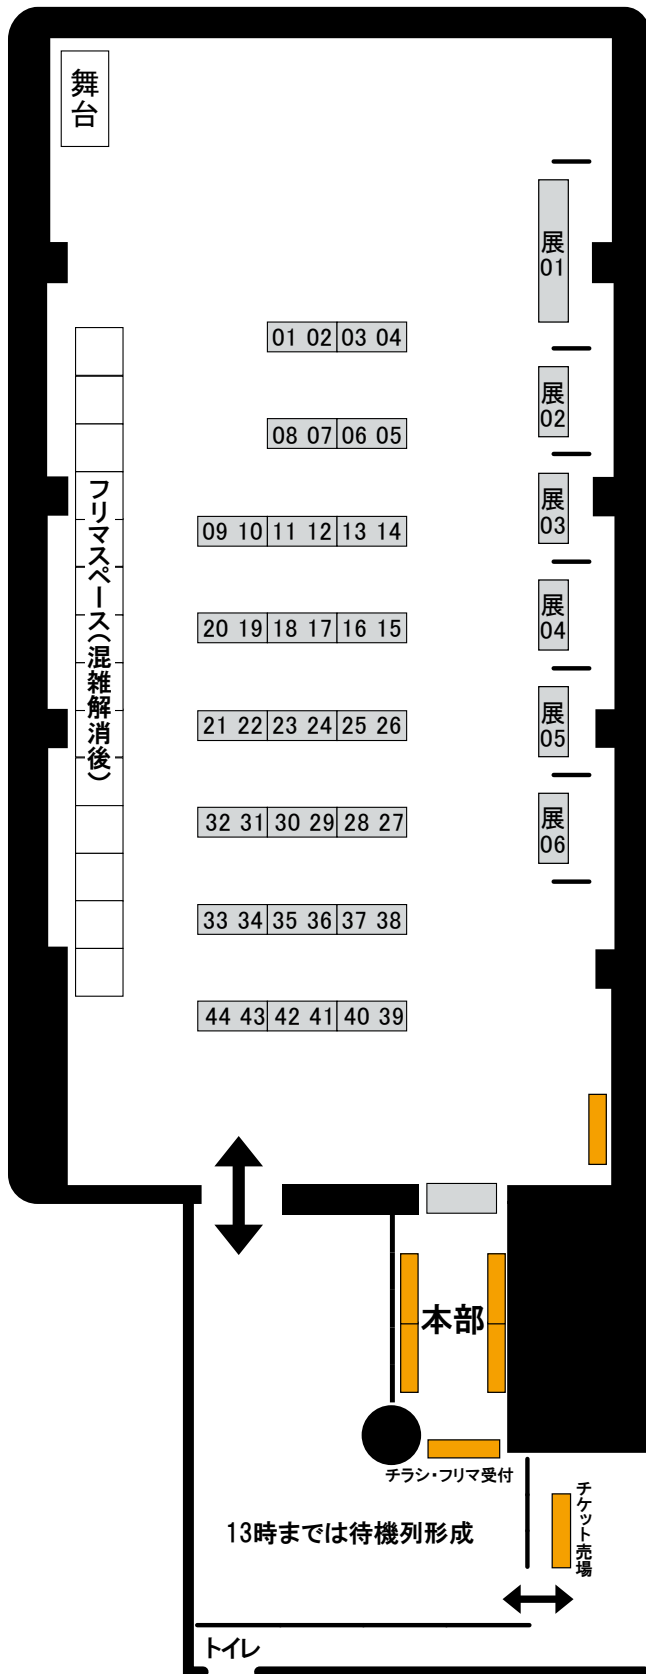 舞台
展01
01 02 03 04
展02
08 07 06 05
展03
09 10 11 12 13 14
フリマスペース(混雑解消後)
展04
20 19 18 17 16 15
展05
21 22 23 24 25 26
展06
32 31 30 29 28 27
33 34 35 36 37 38
44 43 42 41 40 39
本部
チラシ・フリマ受付
チケット売場
13時までは待機列形成
トイレ